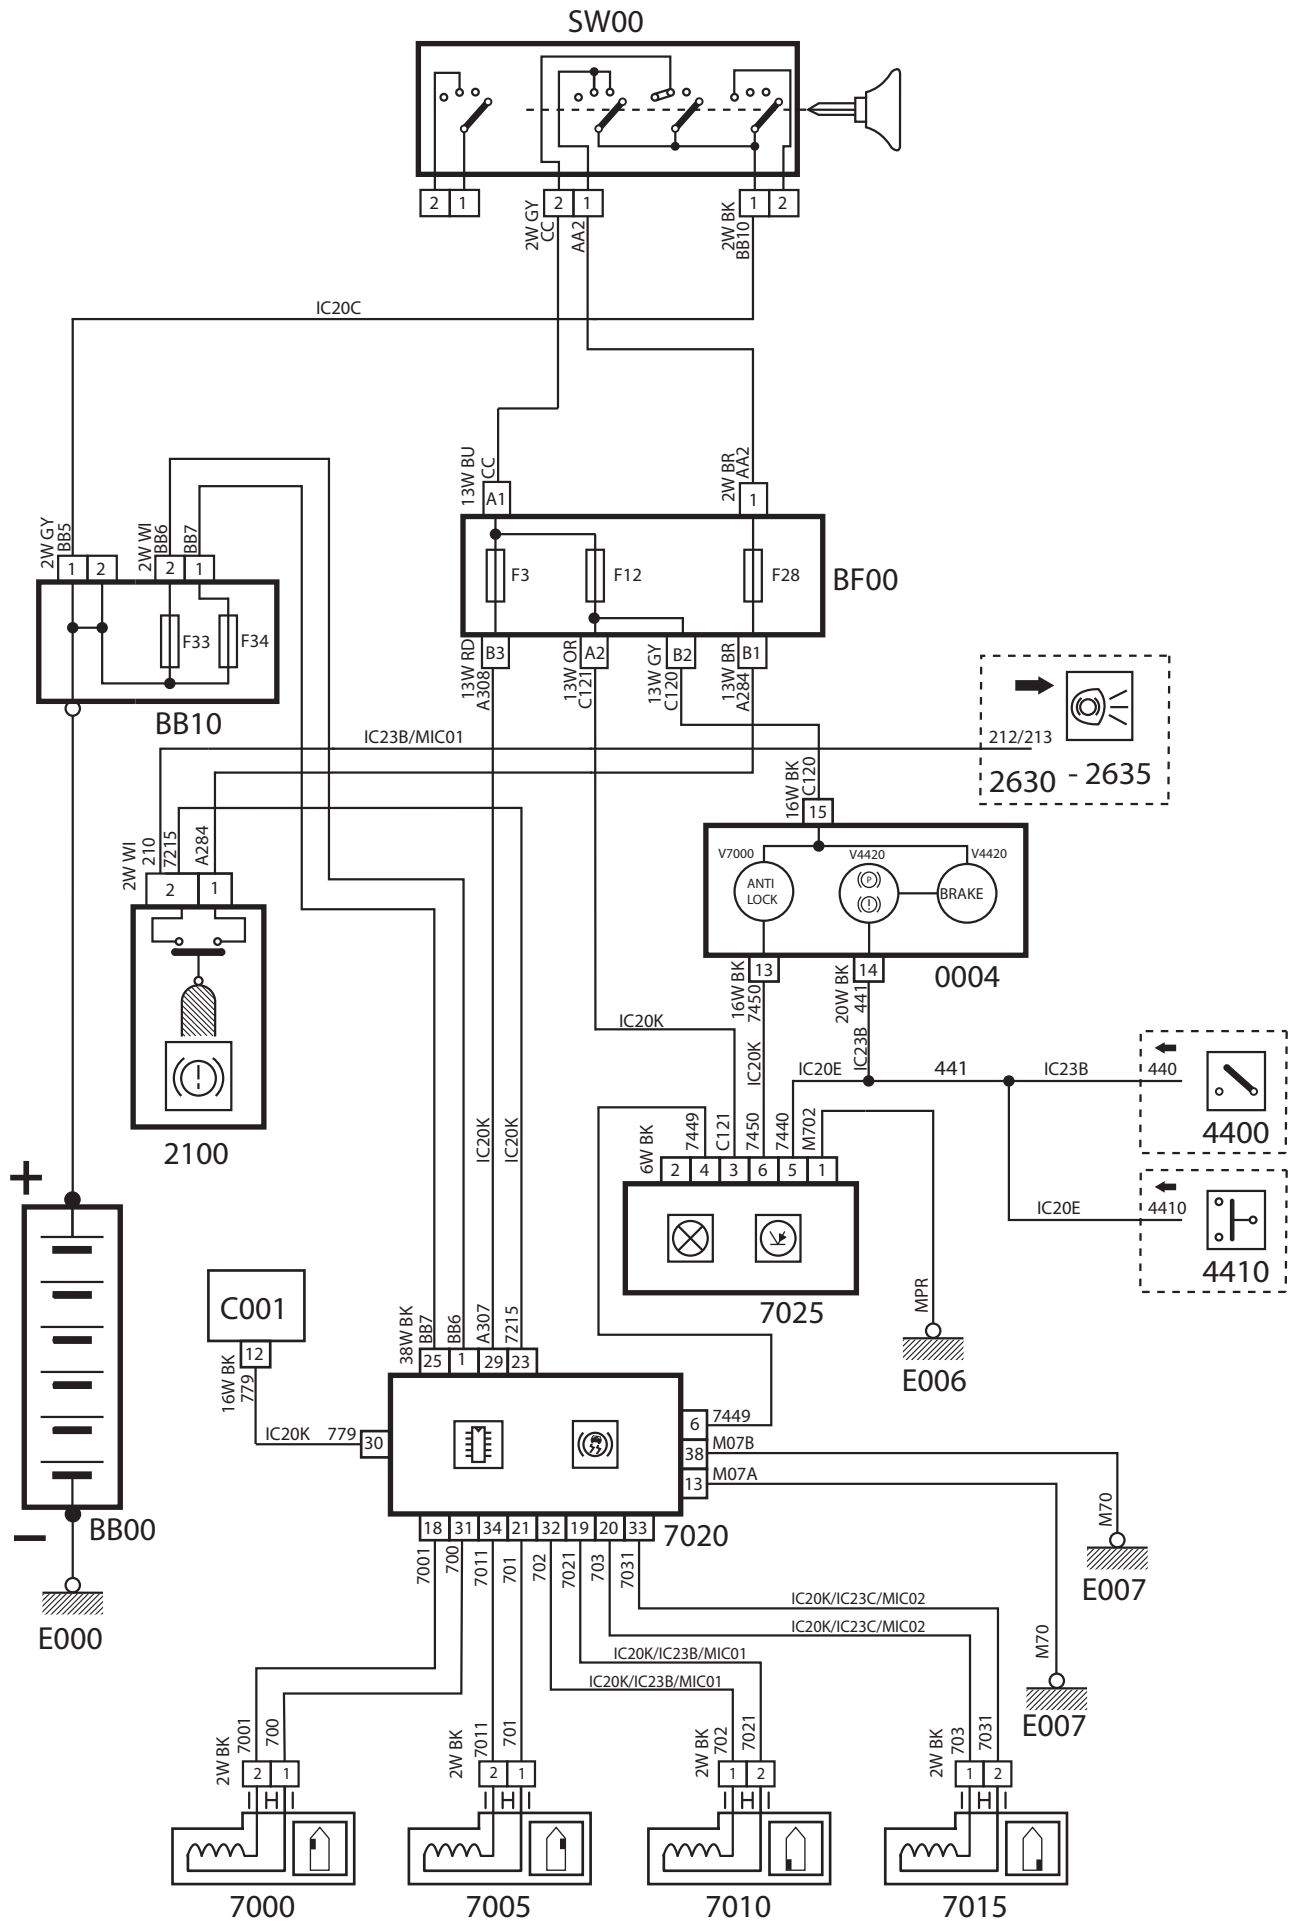 SW00
2 1
2 1
1 2
2W GY
CC
AA2
2W BK
BB10
IC20C
13W BU
CC
2W BR
AA2
A1
1
2W GY
BB5
2W WI
BB6
BB7
1 2
2 1
F3
F12
F28
BF00
F33
F34
BB10
B3
A2
B2
B1
13W RD
A308
13W OR
C121
13W GY
C120
13W BR
A284
IC23B/MIC01
212/213
2630 - 2635
16W BK
C120
15
2W WI
210
7215
A284
2 1
V7000
V4420
V4420
ANTI
LOCK
P
!
BRAKE
0004
13
14
16W BK
7450
20W BK
441
!
2100
IC20K
IC20K
IC23B
IC20E
441
IC23B
440
4400
IC20K
IC20K
6W BK
7449
C121
7450
7440
M702
2 4 3 6 5 1
IC20E
4410
4410
7025
MPR
E006
+
C001
12
16W BK
779
IC20K
779
30
38W BK
BB7
BB6
A307
7215
25 1 29 23
6
7449
38
M07B
13
M07A
7020
BB00
–
E000
18 31 34 21 32 19 20 33
7001
700
7011
701
702
7021
703
7031
M70
E007
M70
E007
IC20K/IC23C/MIC02
IC20K/IC23C/MIC02
IC20K/IC23B/MIC01
IC20K/IC23B/MIC01
2W BK
7001
700
2W BK
7011
701
2W BK
702
7021
2W BK
703
7031
2 1
2 1
1 2
1 2
7000
7005
7010
7015